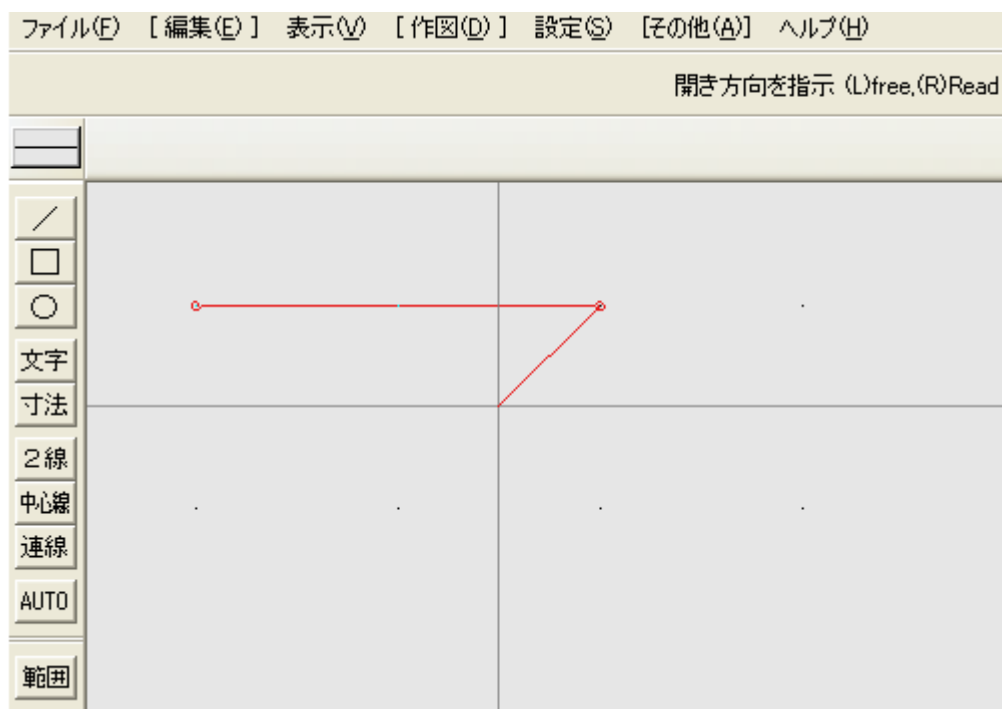 ファイル(F) [ 編集(E) ] 表示(V) [ 作図(D) ] 設定(S) [その他(A)] ヘルプ(H)
開き方向を指示 (L)free,(R)Read
文字
寸法
2線
中心線
連線
AUTO
範囲